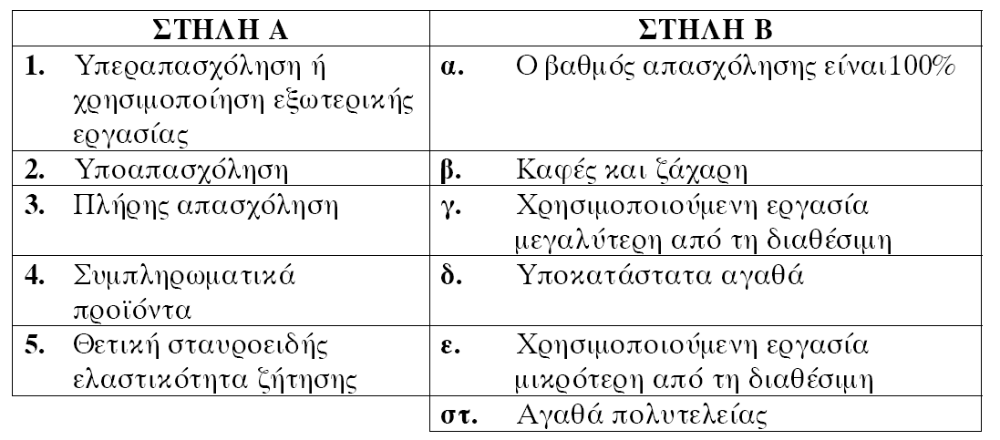 ΣΤΗΛΗ Α ΣΤΗΛΗ Β
1. Υπεραπασχόληση ή α. Ο βαθμός απασχόλησης είναι100%
χρησιμοποίηση εξωτερικής
εργασίας
2. Υποαπασχόληση β. Καφές και ζάχαρη
3. Πλήρης απασχόληση γ. Χρησιμοποιούμενη εργασία
μεγαλύτερη από τη διαθέσιμη
4. Συμπληρωματικά δ. Υποκατάστατα αγαθά
προϊόντα
5. Θετική σταυροειδής ε. Χρησιμοποιούμενη εργασία
ελαστικότητα ζήτησης μικρότερη από τη διαθέσιμη
στ. Αγαθά πολυτελείας